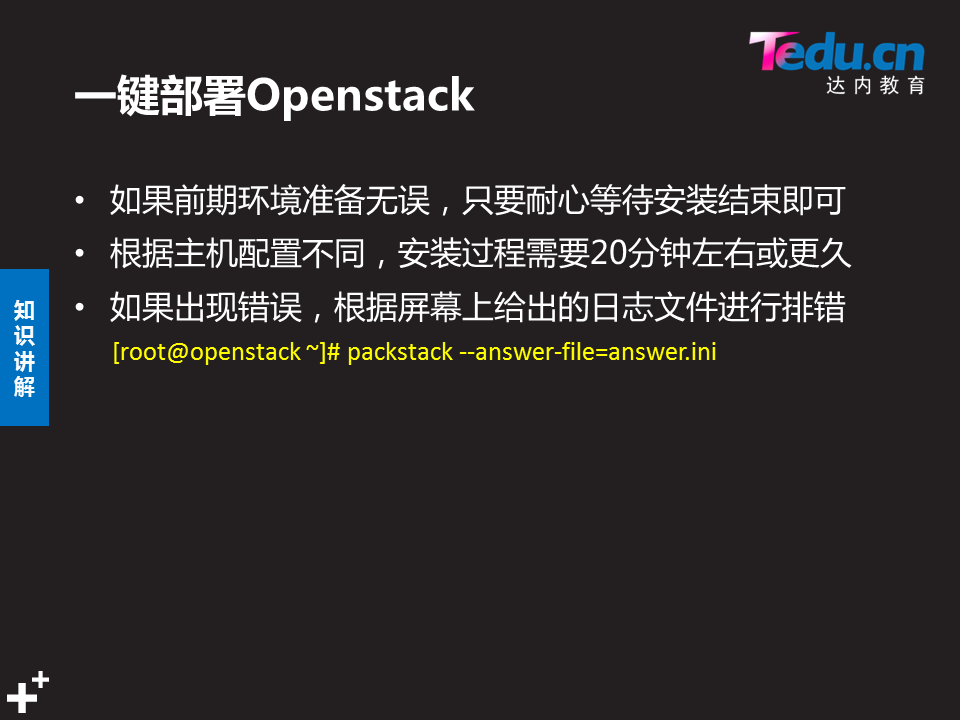 Tedu.cn
达内教育
一键部署Openstack
• 如果前期环境准备无误，只要耐心等待安装结束即可
• 根据主机配置不同，安装过程需要20分钟左右或更久
• 如果出现错误，根据屏幕上给出的日志文件进行排错
[root@openstack ~]# packstack --answer-file=answer.ini
知
识
讲
解